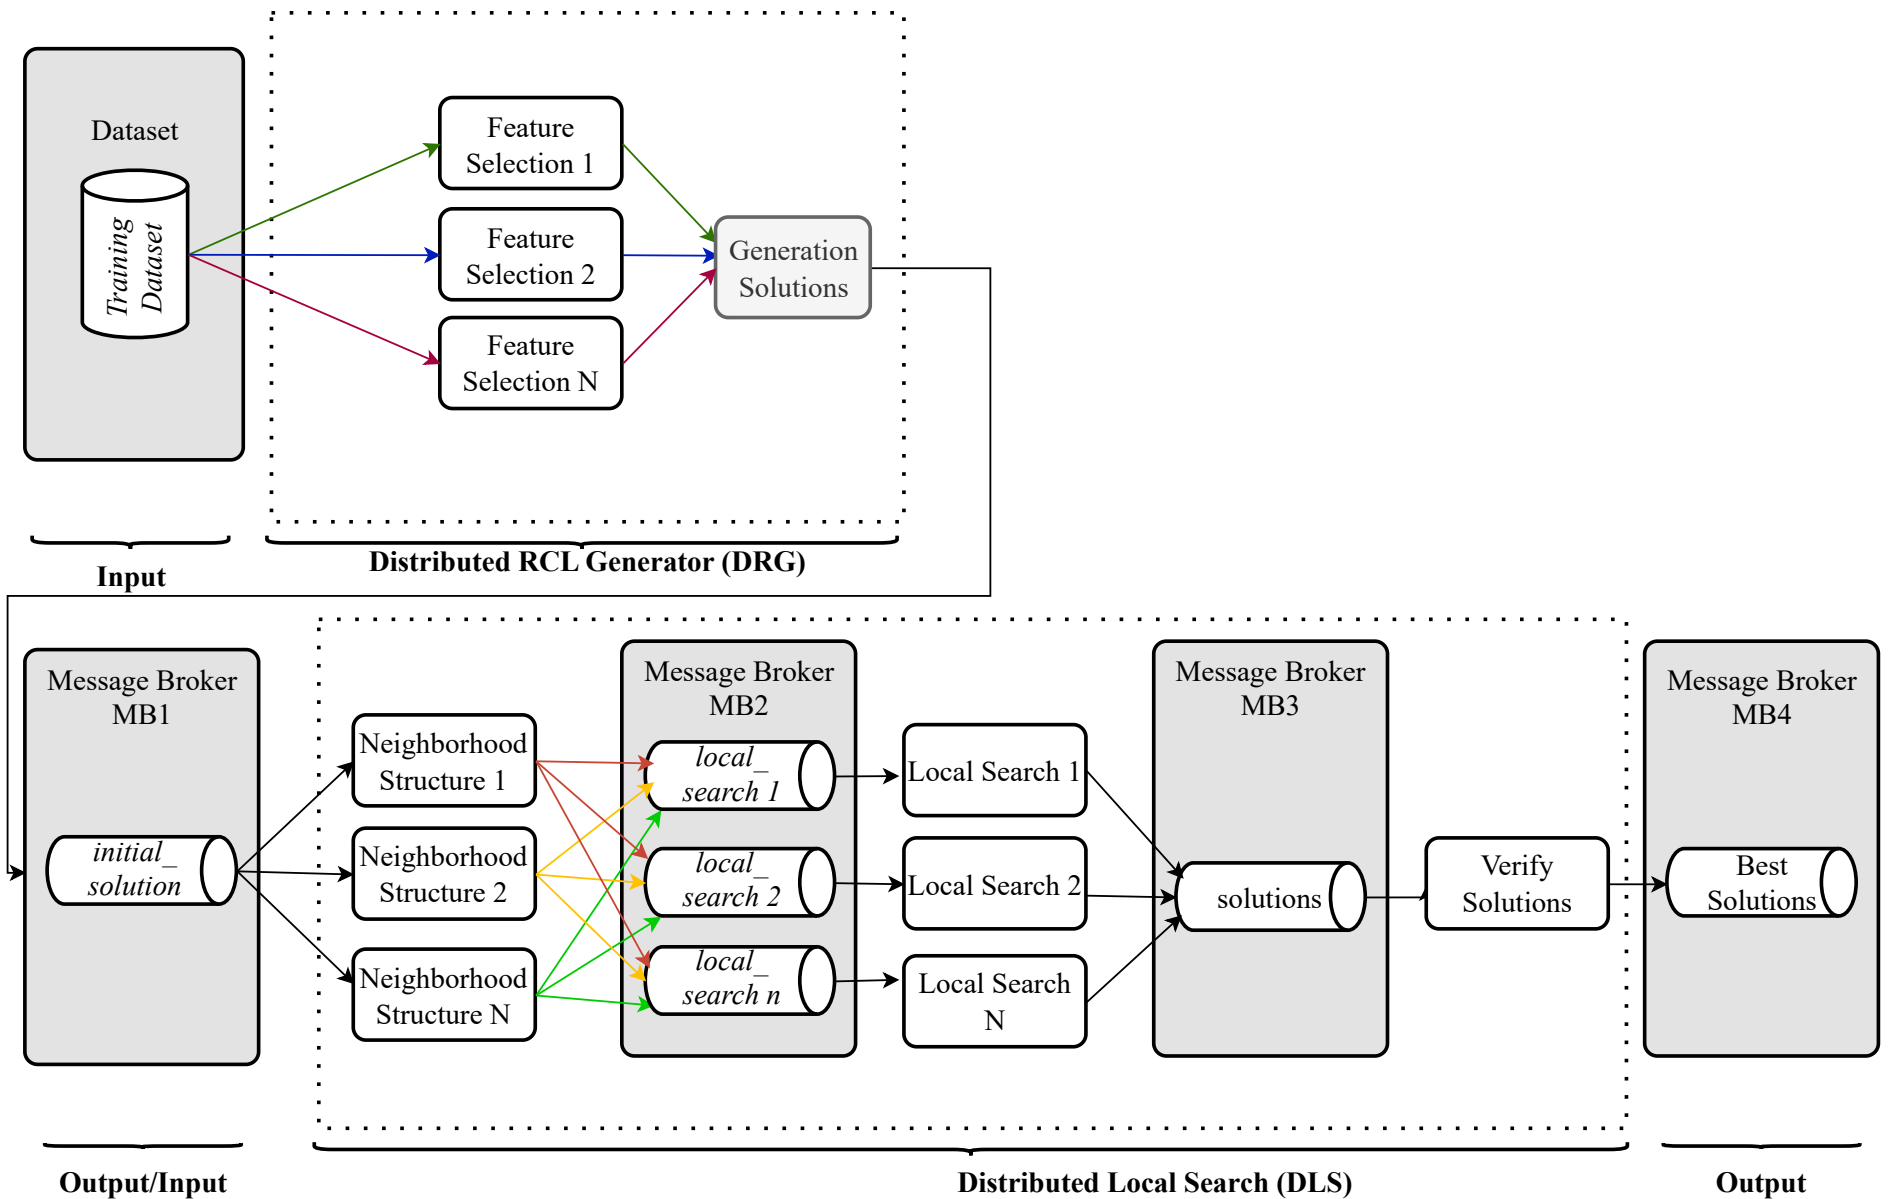 Dataset
Training
Dataset
Feature
Selection 1
Feature
Selection 2
Feature
Selection N
Generation
Solutions
Input
Distributed RCL Generator (DRG)
Message Broker
MB1
initial_
solution
Neighborhood
Structure 1
Neighborhood
Structure 2
Neighborhood
Structure N
Message Broker
MB2
local_
search 1
local_
search 2
local_
search n
Local Search 1
Local Search 2
Local Search
N
Message Broker
MB3
solutions
Verify
Solutions
Message Broker
MB4
Best
Solutions
Output/Input
Distributed Local Search (DLS)
Output